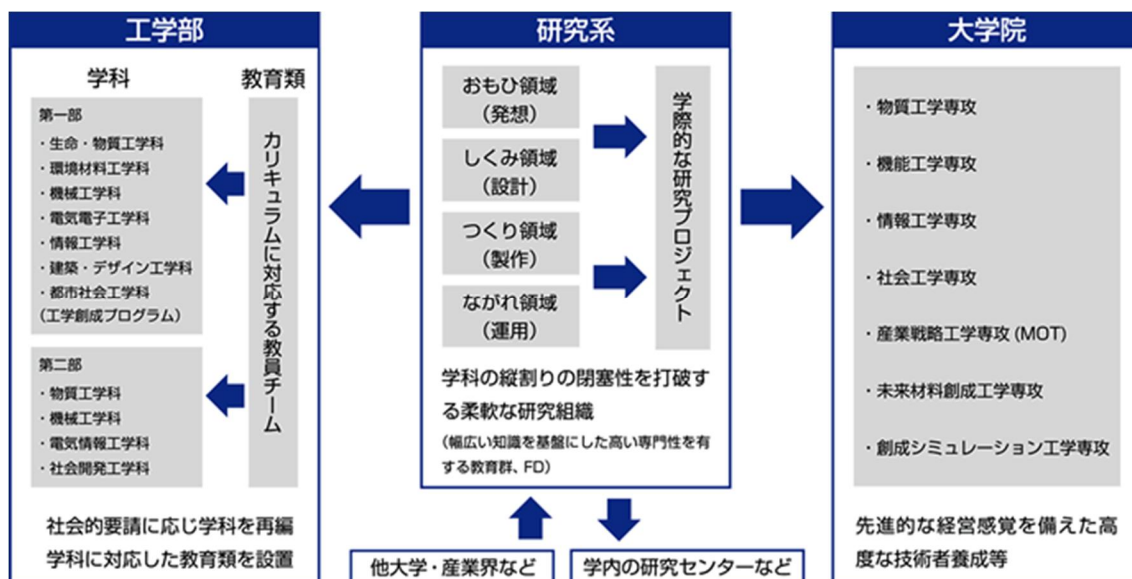 工学部
学科
教育類
第一部
・生命・物質工学科
・環境材料工学科
・機械工学科
・電気電子工学科
・情報工学科
・建築・デザイン工学科
・都市社会工学科
(工学創成プログラム)
第二部
・物質工学科
・機械工学科
・電気情報工学科
・社会開発工学科
カリキュラムに対応する教員チーム
社会的要請に応じ学科を再編
学科に対応した教育類を設置
研究系
おもひ領域
(発想)
しくみ領域
(設計)
つくり領域
(製作)
ながれ領域
(運用)
学際的な研究プロジェクト
学科の縦割りの閉塞性を打破す
る柔軟な研究組織
(幅広い知識を基盤にした高い専門性を有
する教育群、FD)
他大学・産業界など
学内の研究センターなど
大学院
・物質工学専攻
・機能工学専攻
・情報工学専攻
・社会工学専攻
・産業戦略工学専攻 (MOT)
・未来材料創成工学専攻
・創成シミュレーション工学専攻
先進的な経営感覚を備えた高
度な技術者養成等